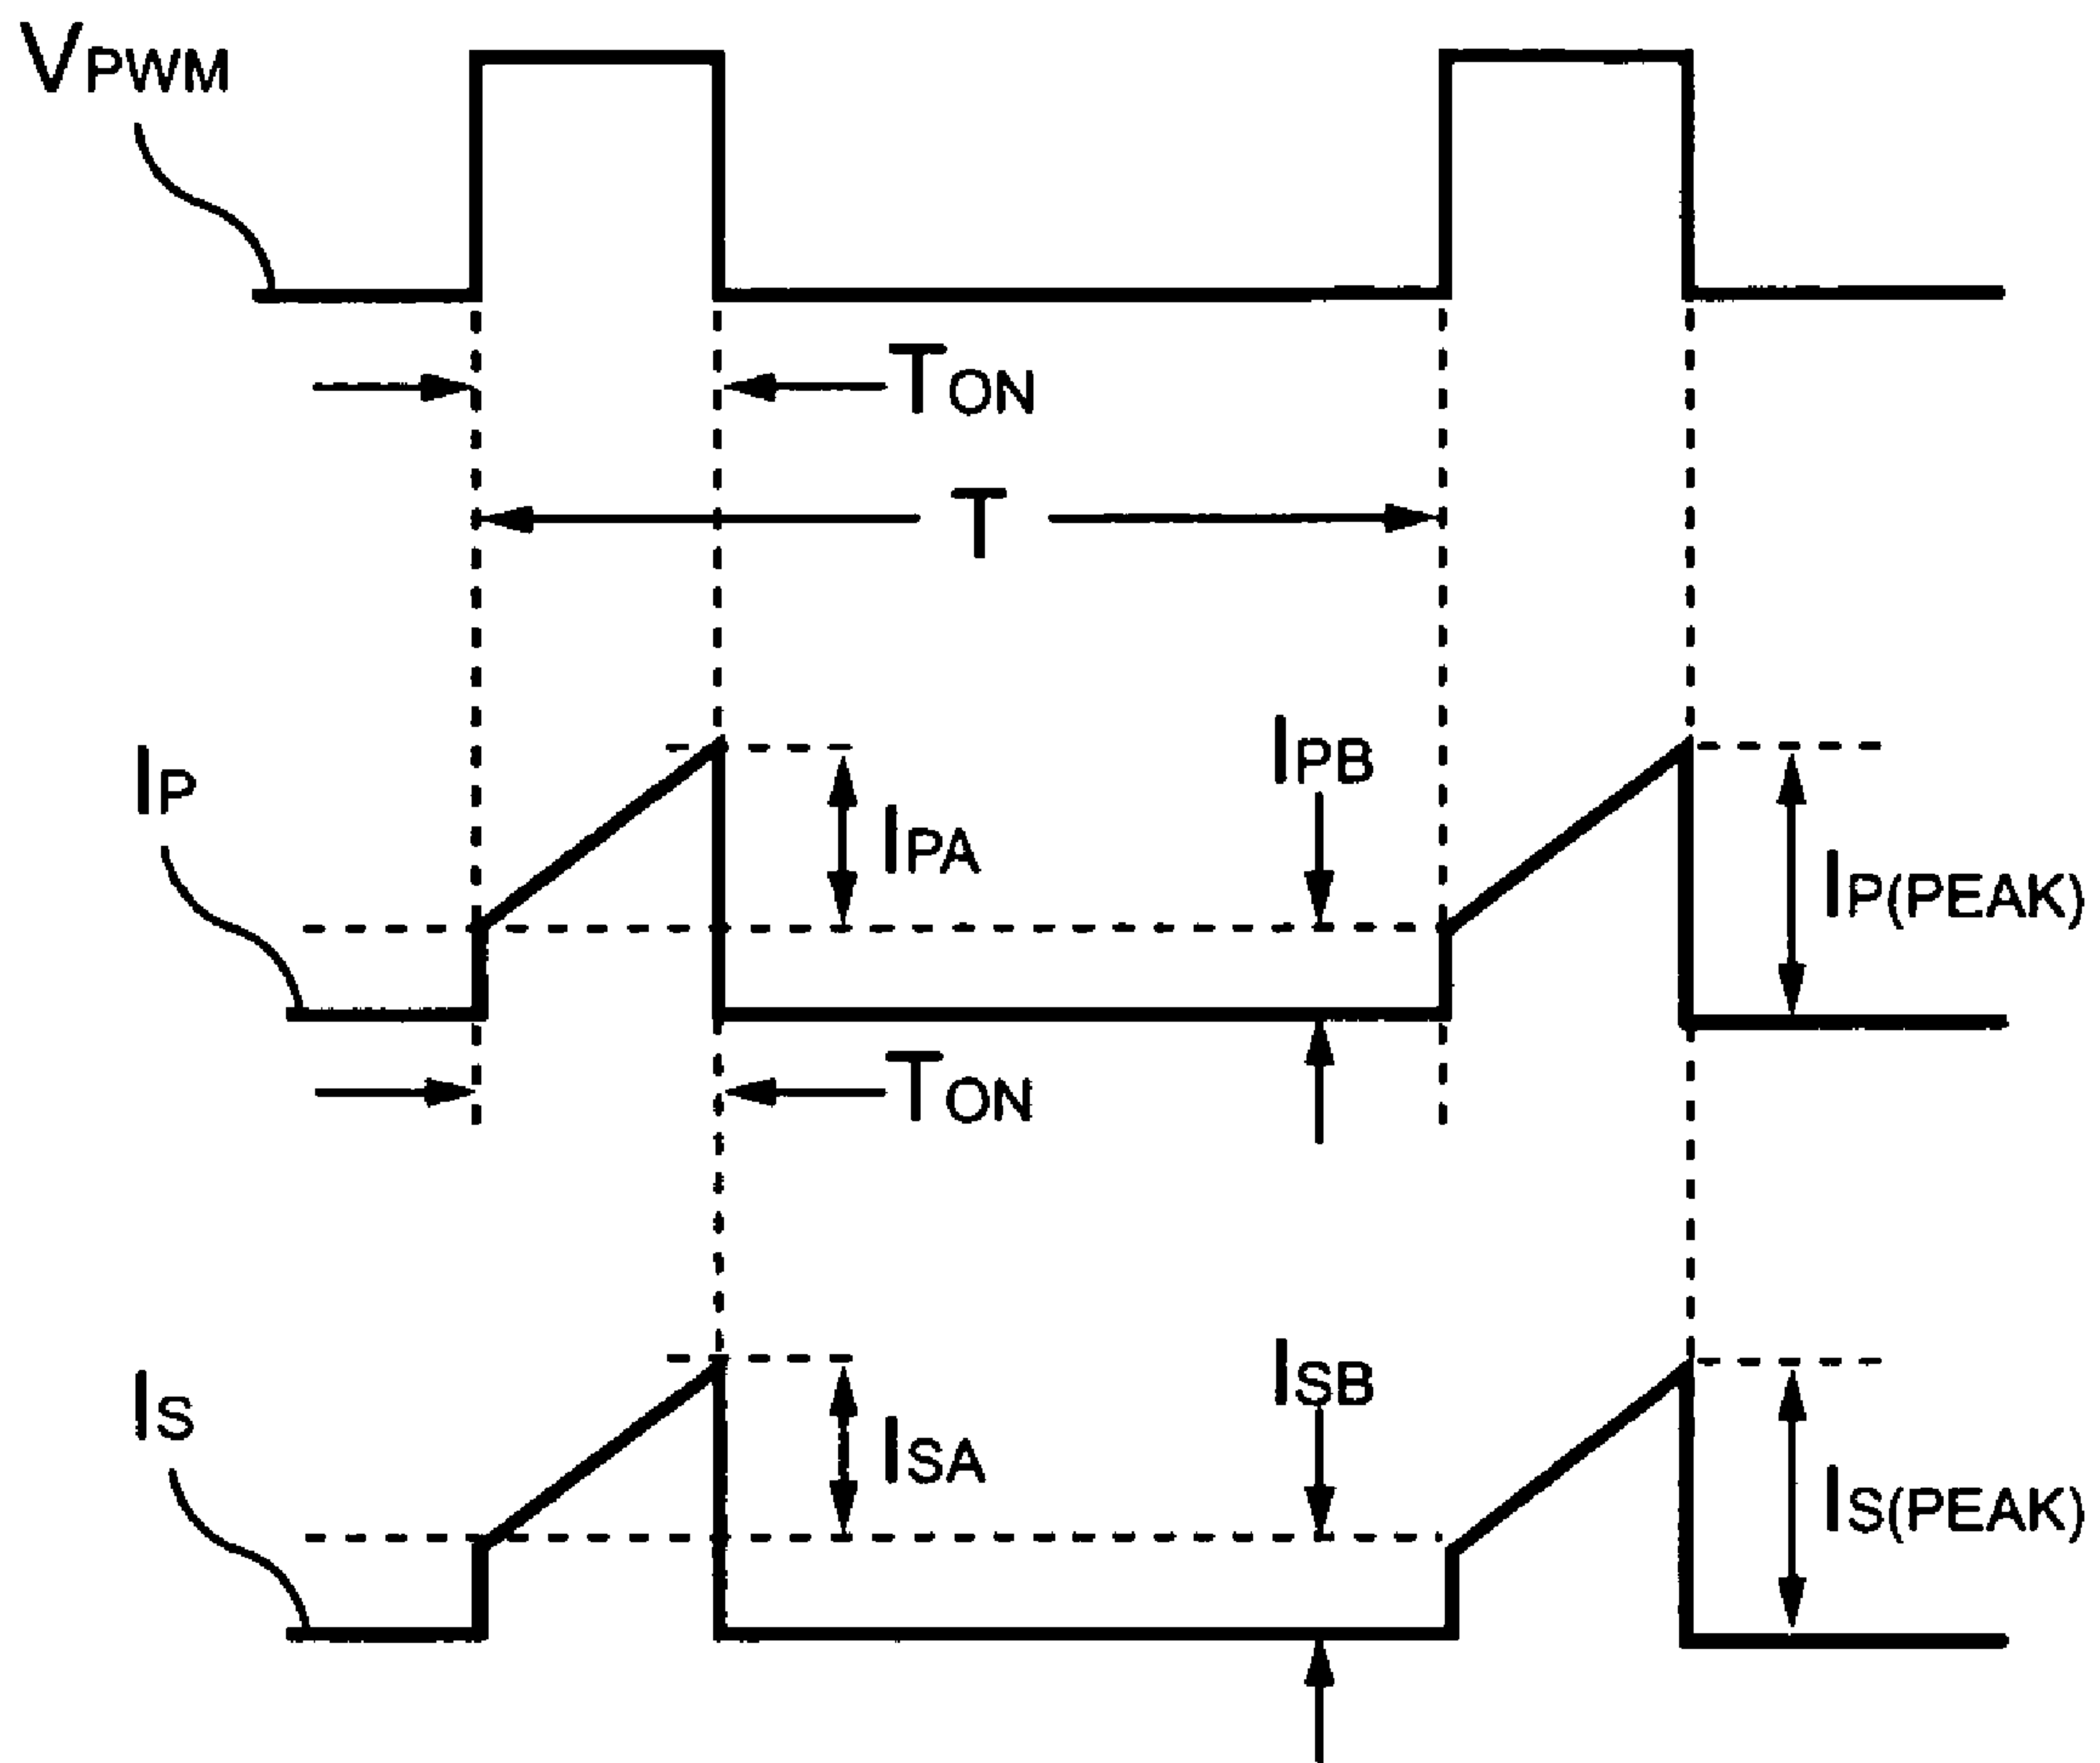 VPWM
TON
T
IP
IPA
IPB
IP(PEAK)
TON
IS
ISA
ISB
IS(PEAK)